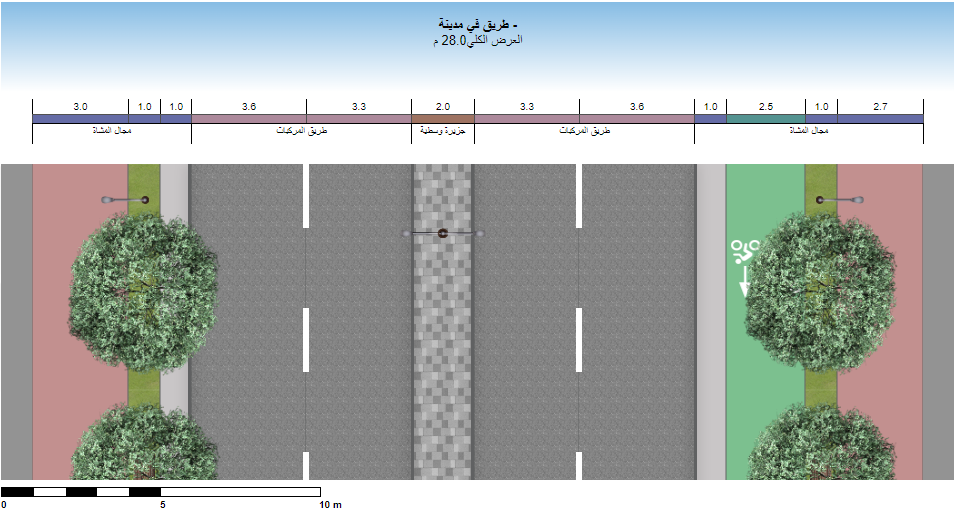 - طريق في مدينة
العرض الكلي28.0 م
3.0 1.0 1.0 3.6 3.3 2.0 3.3 3.6 1.0 2.5 1.0 2.7
مجال المشاة طريق المركبات جزيرة وسطية طريق المركبات مجال المشاة
0 5 10 m